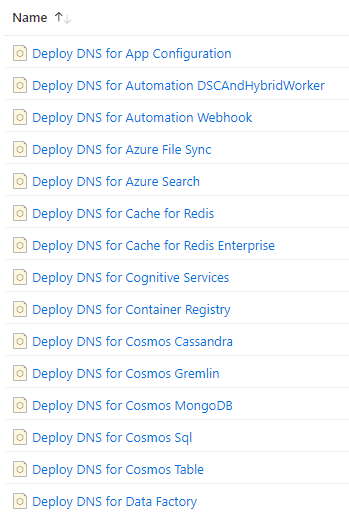 Name ↑↓
Deploy DNS for App Configuration
Deploy DNS for Automation DSCAndHybridWorker
Deploy DNS for Automation Webhook
Deploy DNS for Azure File Sync
Deploy DNS for Azure Search
Deploy DNS for Cache for Redis
Deploy DNS for Cache for Redis Enterprise
Deploy DNS for Cognitive Services
Deploy DNS for Container Registry
Deploy DNS for Cosmos Cassandra
Deploy DNS for Cosmos Gremlin
Deploy DNS for Cosmos MongoDB
Deploy DNS for Cosmos Sql
Deploy DNS for Cosmos Table
Deploy DNS for Data Factory